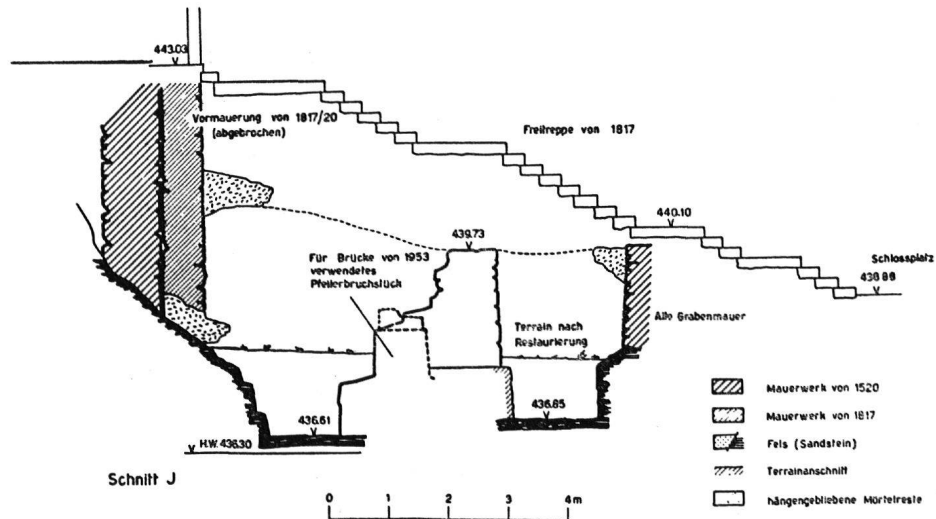 443.03
Vormauerung von 1817/20
(abgebrochen)
Freitreppe von 1817
440.10
Schlossplatz
438.88
439.73
Für Brücke von 1953
verwendetes
Pfeilerbruchstück
Alte Grabenmauer
Terrain nach
Restaurierung
436.61
436.85
H.W. 436.30
Schnitt J
Mauerwerk von 1520
Mauerwerk von 1817
Fels (Sandstein)
Terrainanschnitt
hängengebliebene Mörtelreste
0 1 2 3 4m